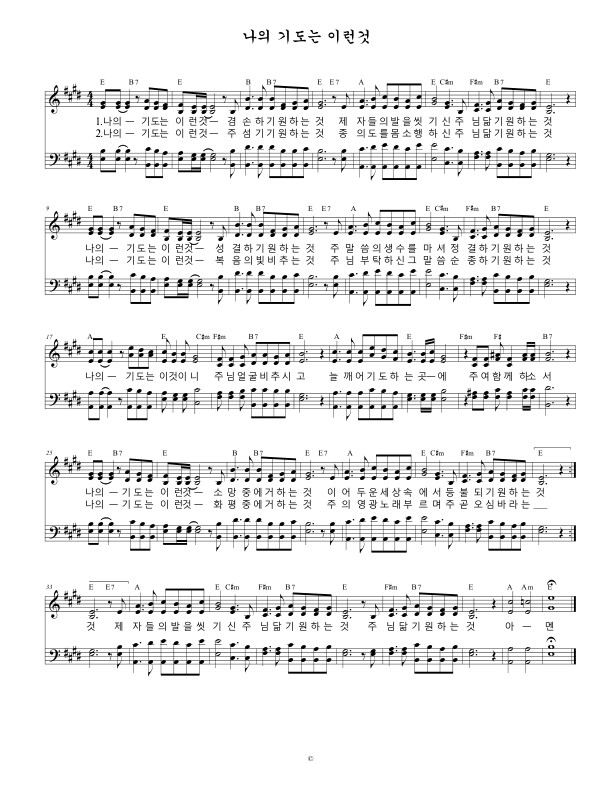 나의 기도는 이런것
E B7 E B B7 E E7 A E C#m F#m B7 E
1.나의ㅡ 기도는 이 런것ㅡ 겸 손하기원하는 것 제 자들의발을씻 기신주 님닮기원하는 것
2.나의ㅡ 기도는 이 런것ㅡ 주 섬기기원하는 것 종 의도를몸소행 하신주 님닮기원하는 것
9
E B7 E B B7 E E7 A E C#m F#m B7 E
나의ㅡ 기도는 이 런것ㅡ 성 결하기원하는 것 주 말씀의생수를 마셔정 결하기원하는 것
나의ㅡ 기도는 이 런것ㅡ 복 음의빛비추는 것 주 님부탁하신그 말씀순 종하기원하는 것
17
A E C#m F#m B7 E A E C#m F#m F# B7
나의ㅡ 기도는이것이니 주님얼굴비추시 고 늘 깨어기도하는 곳ㅡ에 주여함께 하소 서
25
E B7 E B B7 E E7 A E C#m F#m B7 E
나의ㅡ 기도는 이 런것ㅡ 소 망중에거하는 것 이 어두운세상속 에서등 불되기원하는 것
나의ㅡ 기도는 이 런것ㅡ 화 평중에거하는 것 주 의영광노래부 르며주 곧오심바라는
33
E E7 A E C#m F#m B7 E A E C#m F#m B7 E A Am E
것 제 자들의발을씻 기신주 님닮기원하는 것 주 님닮기원하는 것 아ㅡ멘
©